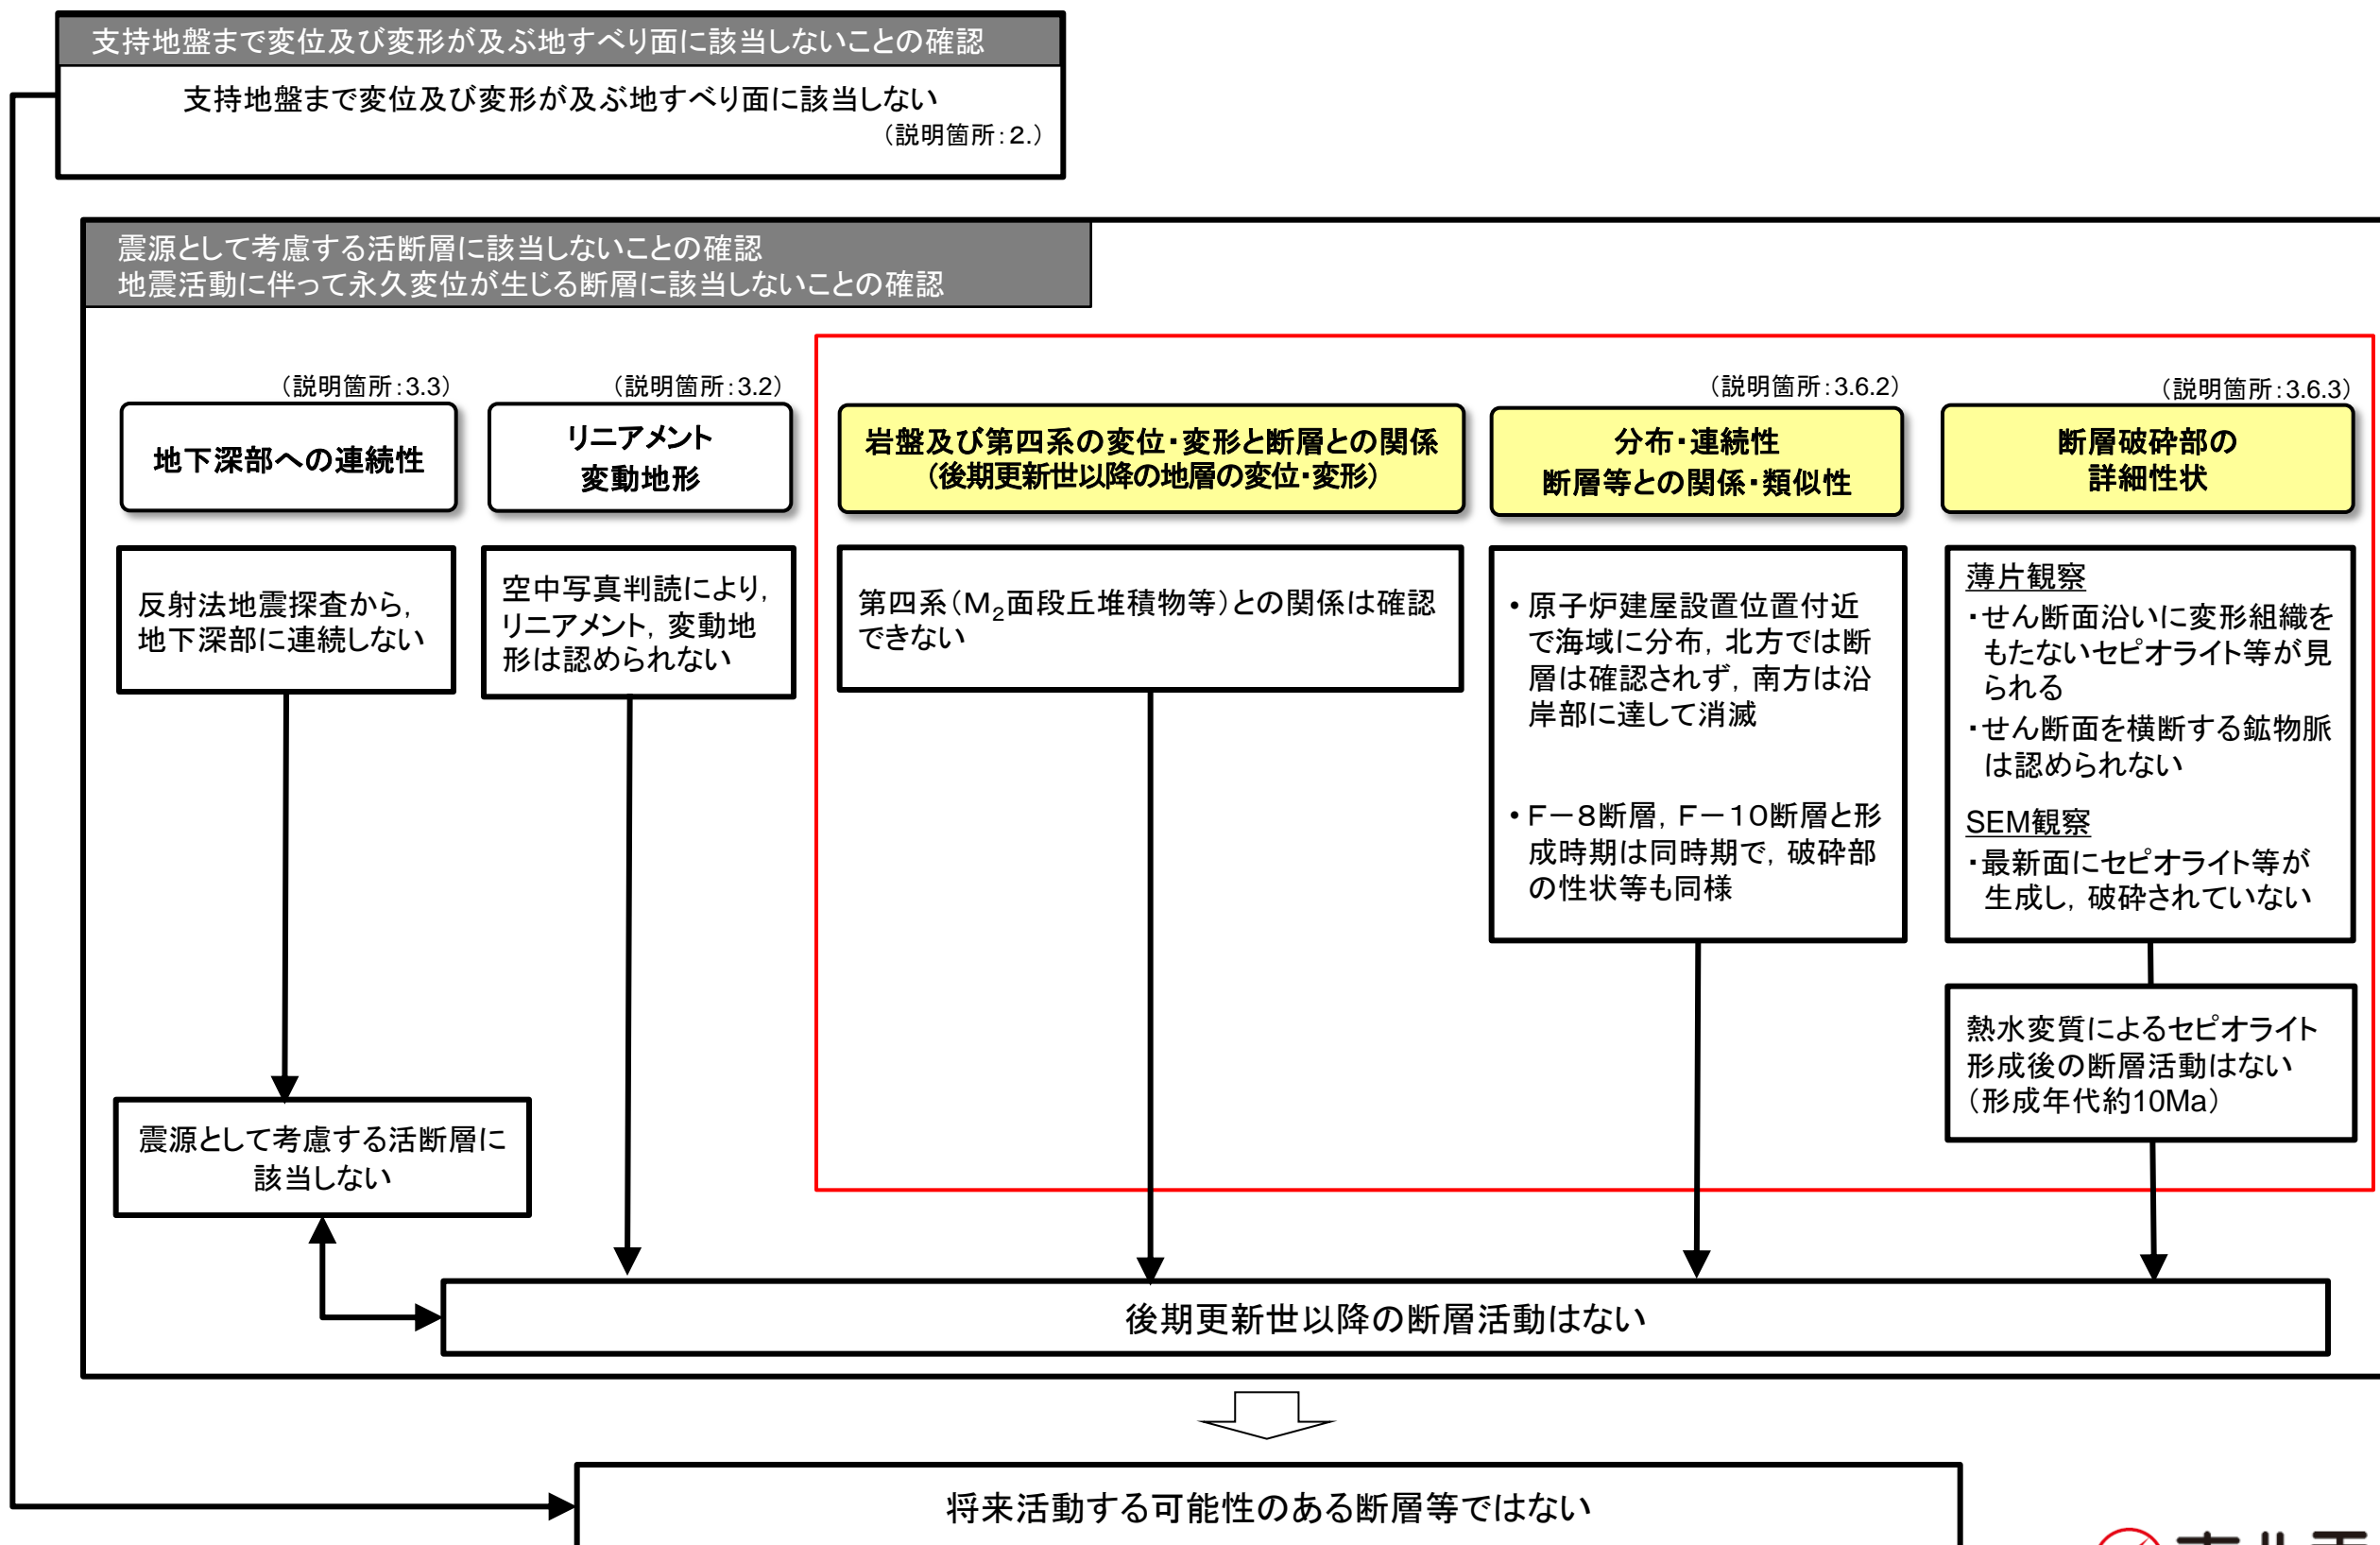 支持地盤まで変位及び変形が及ぶ地すべり面に該当しないことの確認
支持地盤まで変位及び変形が及ぶ地すべり面に該当しない
（説明箇所：２.）
震源として考慮する活断層に該当しないことの確認
地震活動に伴って永久変位が生じる断層に該当しないことの確認
（説明箇所：3.3）
地下深部への連続性
反射法地震探査から，
地下深部に連続しない
震源として考慮する活断層に
該当しない
（説明箇所：3.2）
リニアメント
変動地形
空中写真判読により，
リニアメント，変動地
形は認められない
岩盤及び第四系の変位・変形と断層との関係
（後期更新世以降の地層の変位・変形）
第四系（M₂面段丘堆積物等）との関係は確認
できない
（説明箇所：3.6.2）
分布・連続性
断層等との関係・類似性
・原子炉建屋設置位置付近
で海域に分布，北方では断
層は確認されず，南方は沿
岸部に達して消滅
・Ｆ－８断層，Ｆ－１０断層と形
成時期は同時期で，破砕部
の性状等も同様
（説明箇所：3.6.3）
断層破砕部の
詳細性状
薄片観察
・せん断面沿いに変形組織を
もたないセピオライト等が見
られる
・せん断面を横断する鉱物脈
は認められない
SEM観察
・最新面にセピオライト等が
生成し，破砕されていない
熱水変質によるセピオライト
形成後の断層活動はない
（形成年代約10Ma）
後期更新世以降の断層活動はない
将来活動する可能性のある断層等ではない